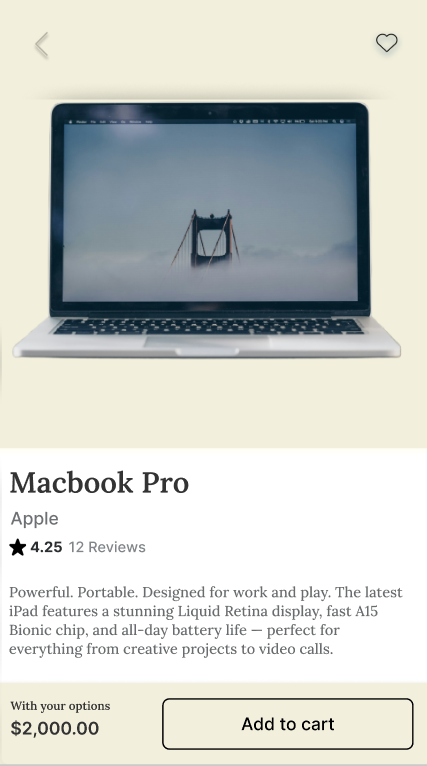 Macbook Pro
Apple
4.25 12 Reviews
Powerful. Portable. Designed for work and play. The latest
iPad features a stunning Liquid Retina display, fast A15
Bionic chip, and all-day battery life — perfect for
everything from creative projects to video calls.
With your options
$2,000.00
Add to cart